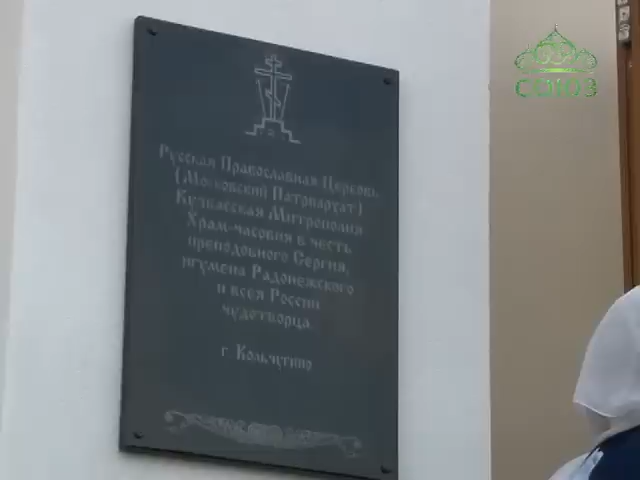 СОЮЗ
Русская Православная Церковь
(Московский Патриархат)
Кузбасская Митрополия
Храм-часовня в честь
преподобного Сергия,
игумена Радонежского
и всея России
чудотворца
г. Кольчугино